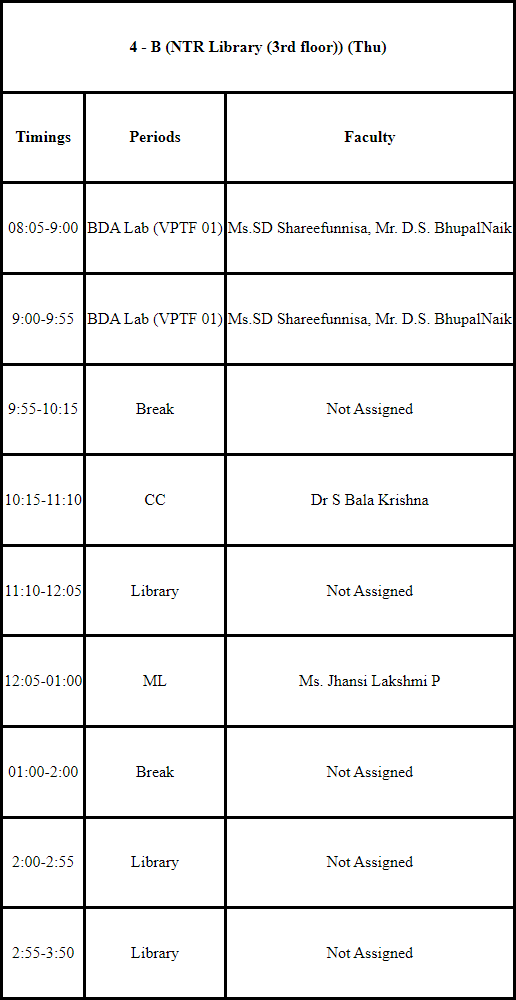 4 - B (NTR Library (3rd floor)) (Thu)
Timings Periods Faculty
08:05-9:00 BDA Lab (VPTF 01) Ms.SD Shareefunnisa, Mr. D.S. BhupalNaik
9:00-9:55 BDA Lab (VPTF 01) Ms.SD Shareefunnisa, Mr. D.S. BhupalNaik
9:55-10:15 Break Not Assigned
10:15-11:10 CC Dr S Bala Krishna
11:10-12:05 Library Not Assigned
12:05-01:00 ML Ms. Jhansi Lakshmi P
01:00-2:00 Break Not Assigned
2:00-2:55 Library Not Assigned
2:55-3:50 Library Not Assigned